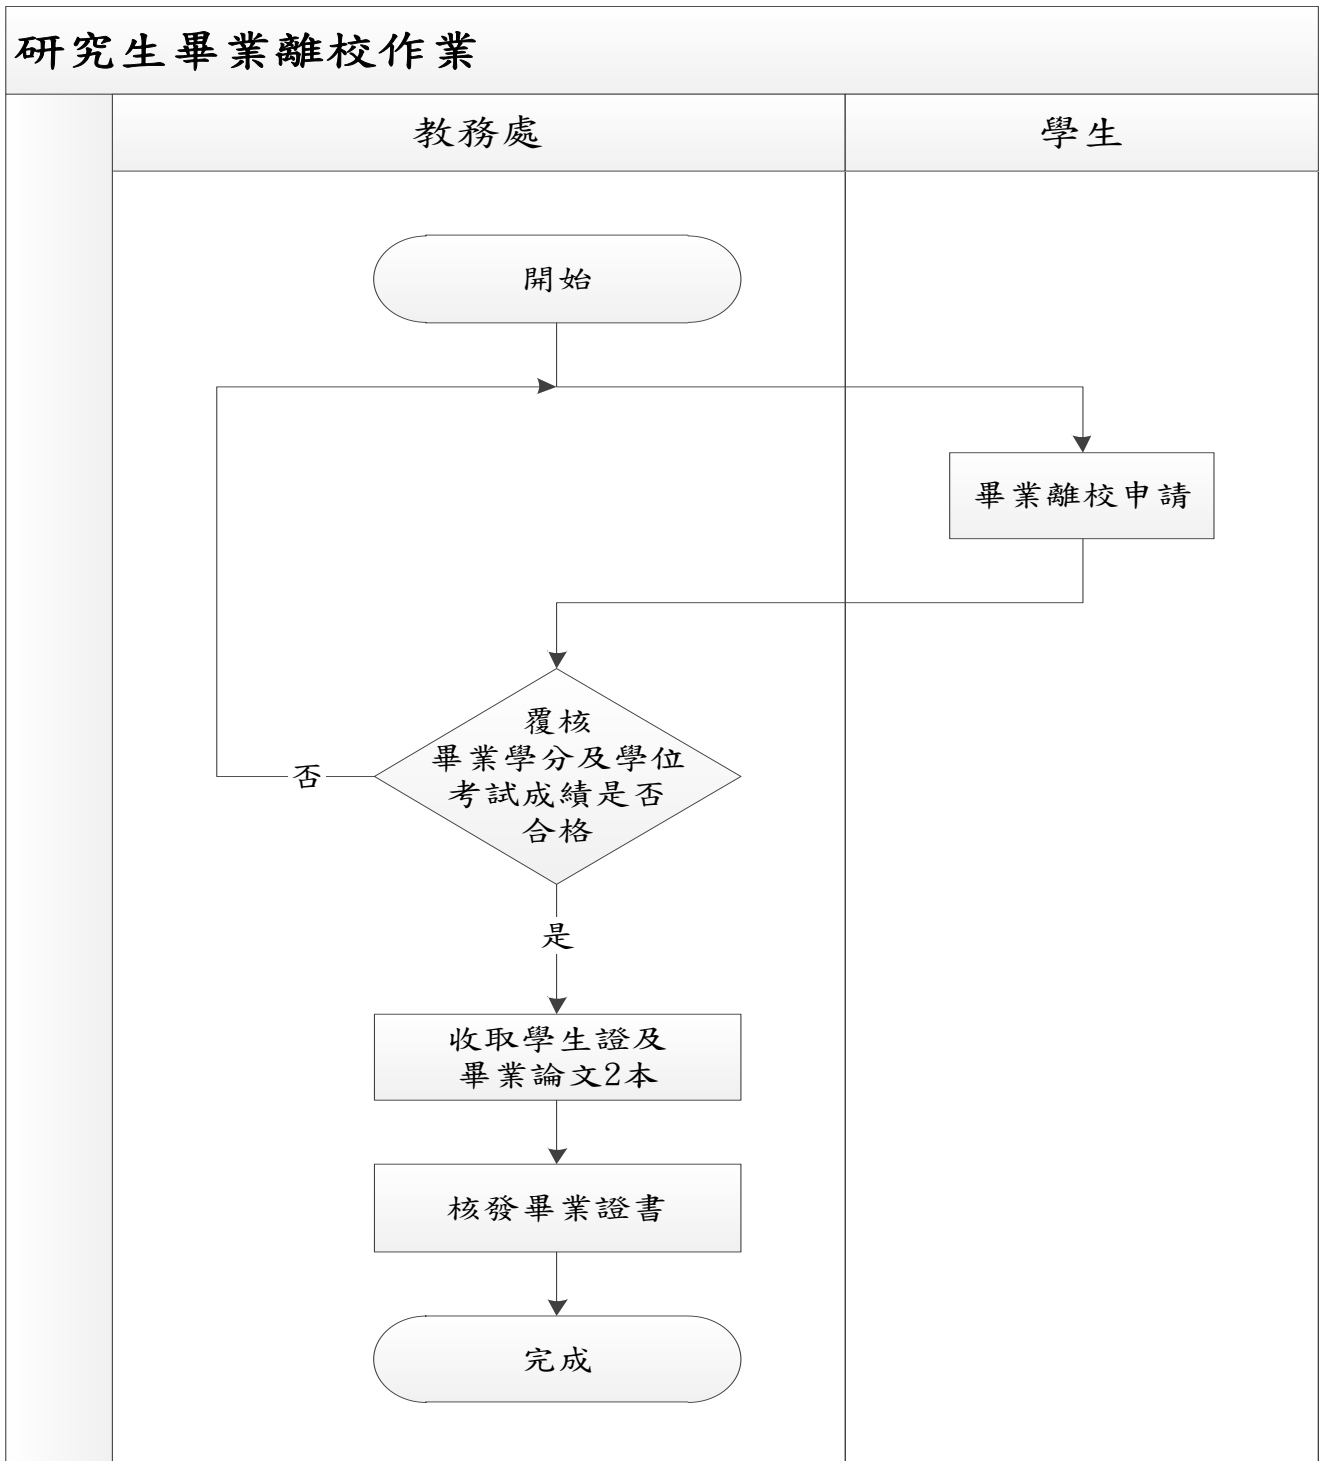 研究生畢業離校作業
教務處
學生
開始
畢業離校申請
覆核
畢業學分及學位
考試成績是否
合格
否
是
收取學生證及
畢業論文2本
核發畢業證書
完成